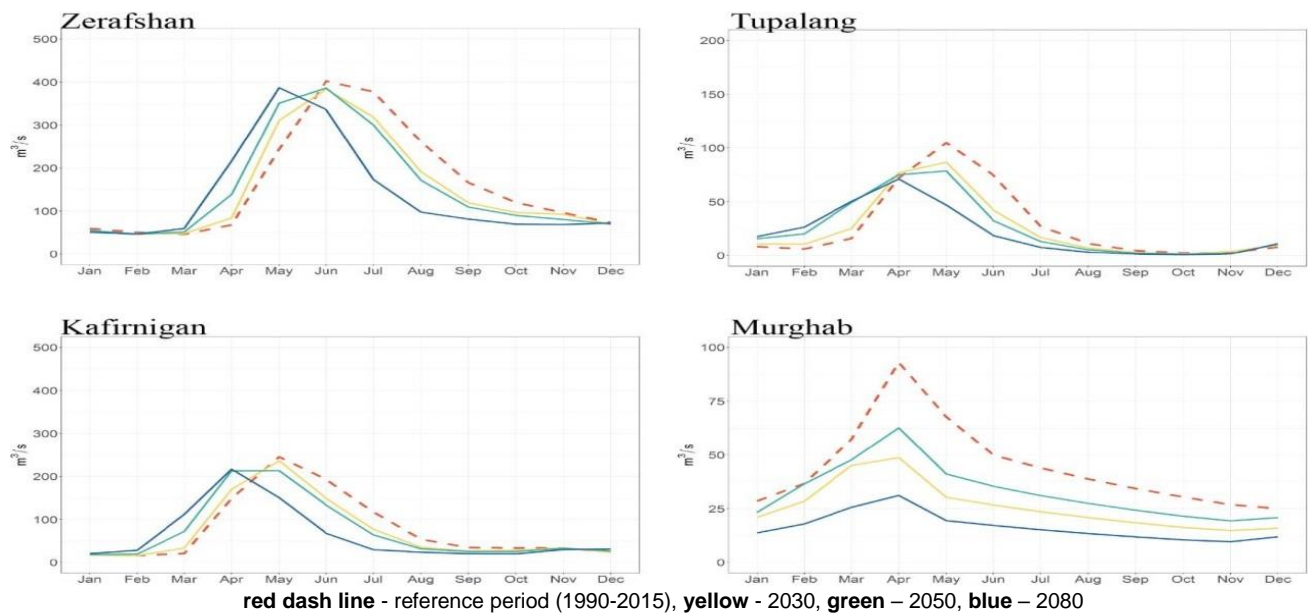 Zerafshan
500
400
300
200
100
0
m³/s
Jan Feb Mar Apr May Jun Jul Aug Sep Oct Nov Dec
Tupalang
200
150
100
50
0
m³/s
Jan Feb Mar Apr May Jun Jul Aug Sep Oct Nov Dec
Kafirnigan
500
400
300
200
100
0
m³/s
Jan Feb Mar Apr May Jun Jul Aug Sep Oct Nov Dec
Murghab
100
75
50
25
0
m³/s
Jan Feb Mar Apr May Jun Jul Aug Sep Oct Nov Dec
red dash line - reference period (1990-2015), yellow - 2030, green – 2050, blue – 2080